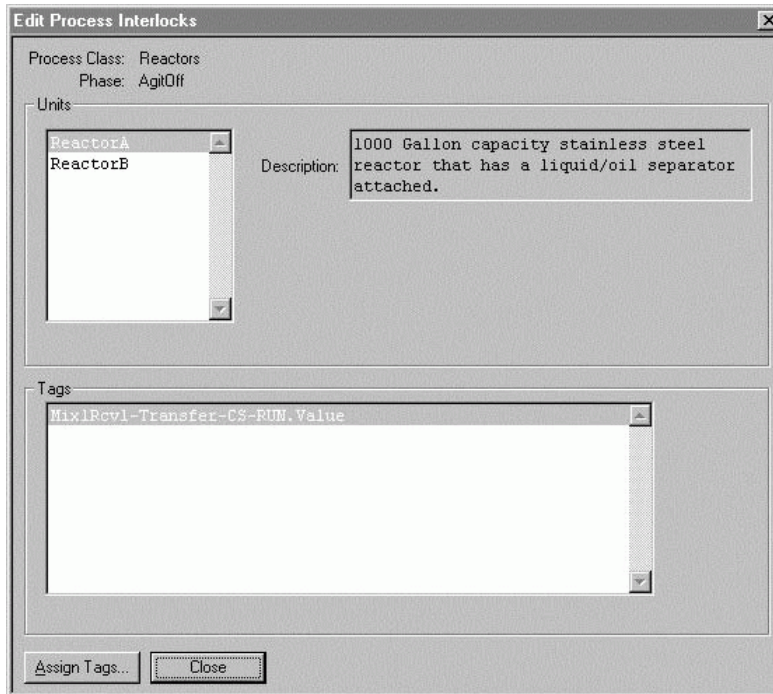 Edit Process Interlocks
Process Class: Reactors
Phase: AgitOff
Units
ReactorA
ReactorB
Description:
1000 Gallon capacity stainless steel
reactor that has a liquid/oil separator
attached.
Tags
Mix1Rcv1-Transfer-CS-RUN.Value
Assign Tags...
Close